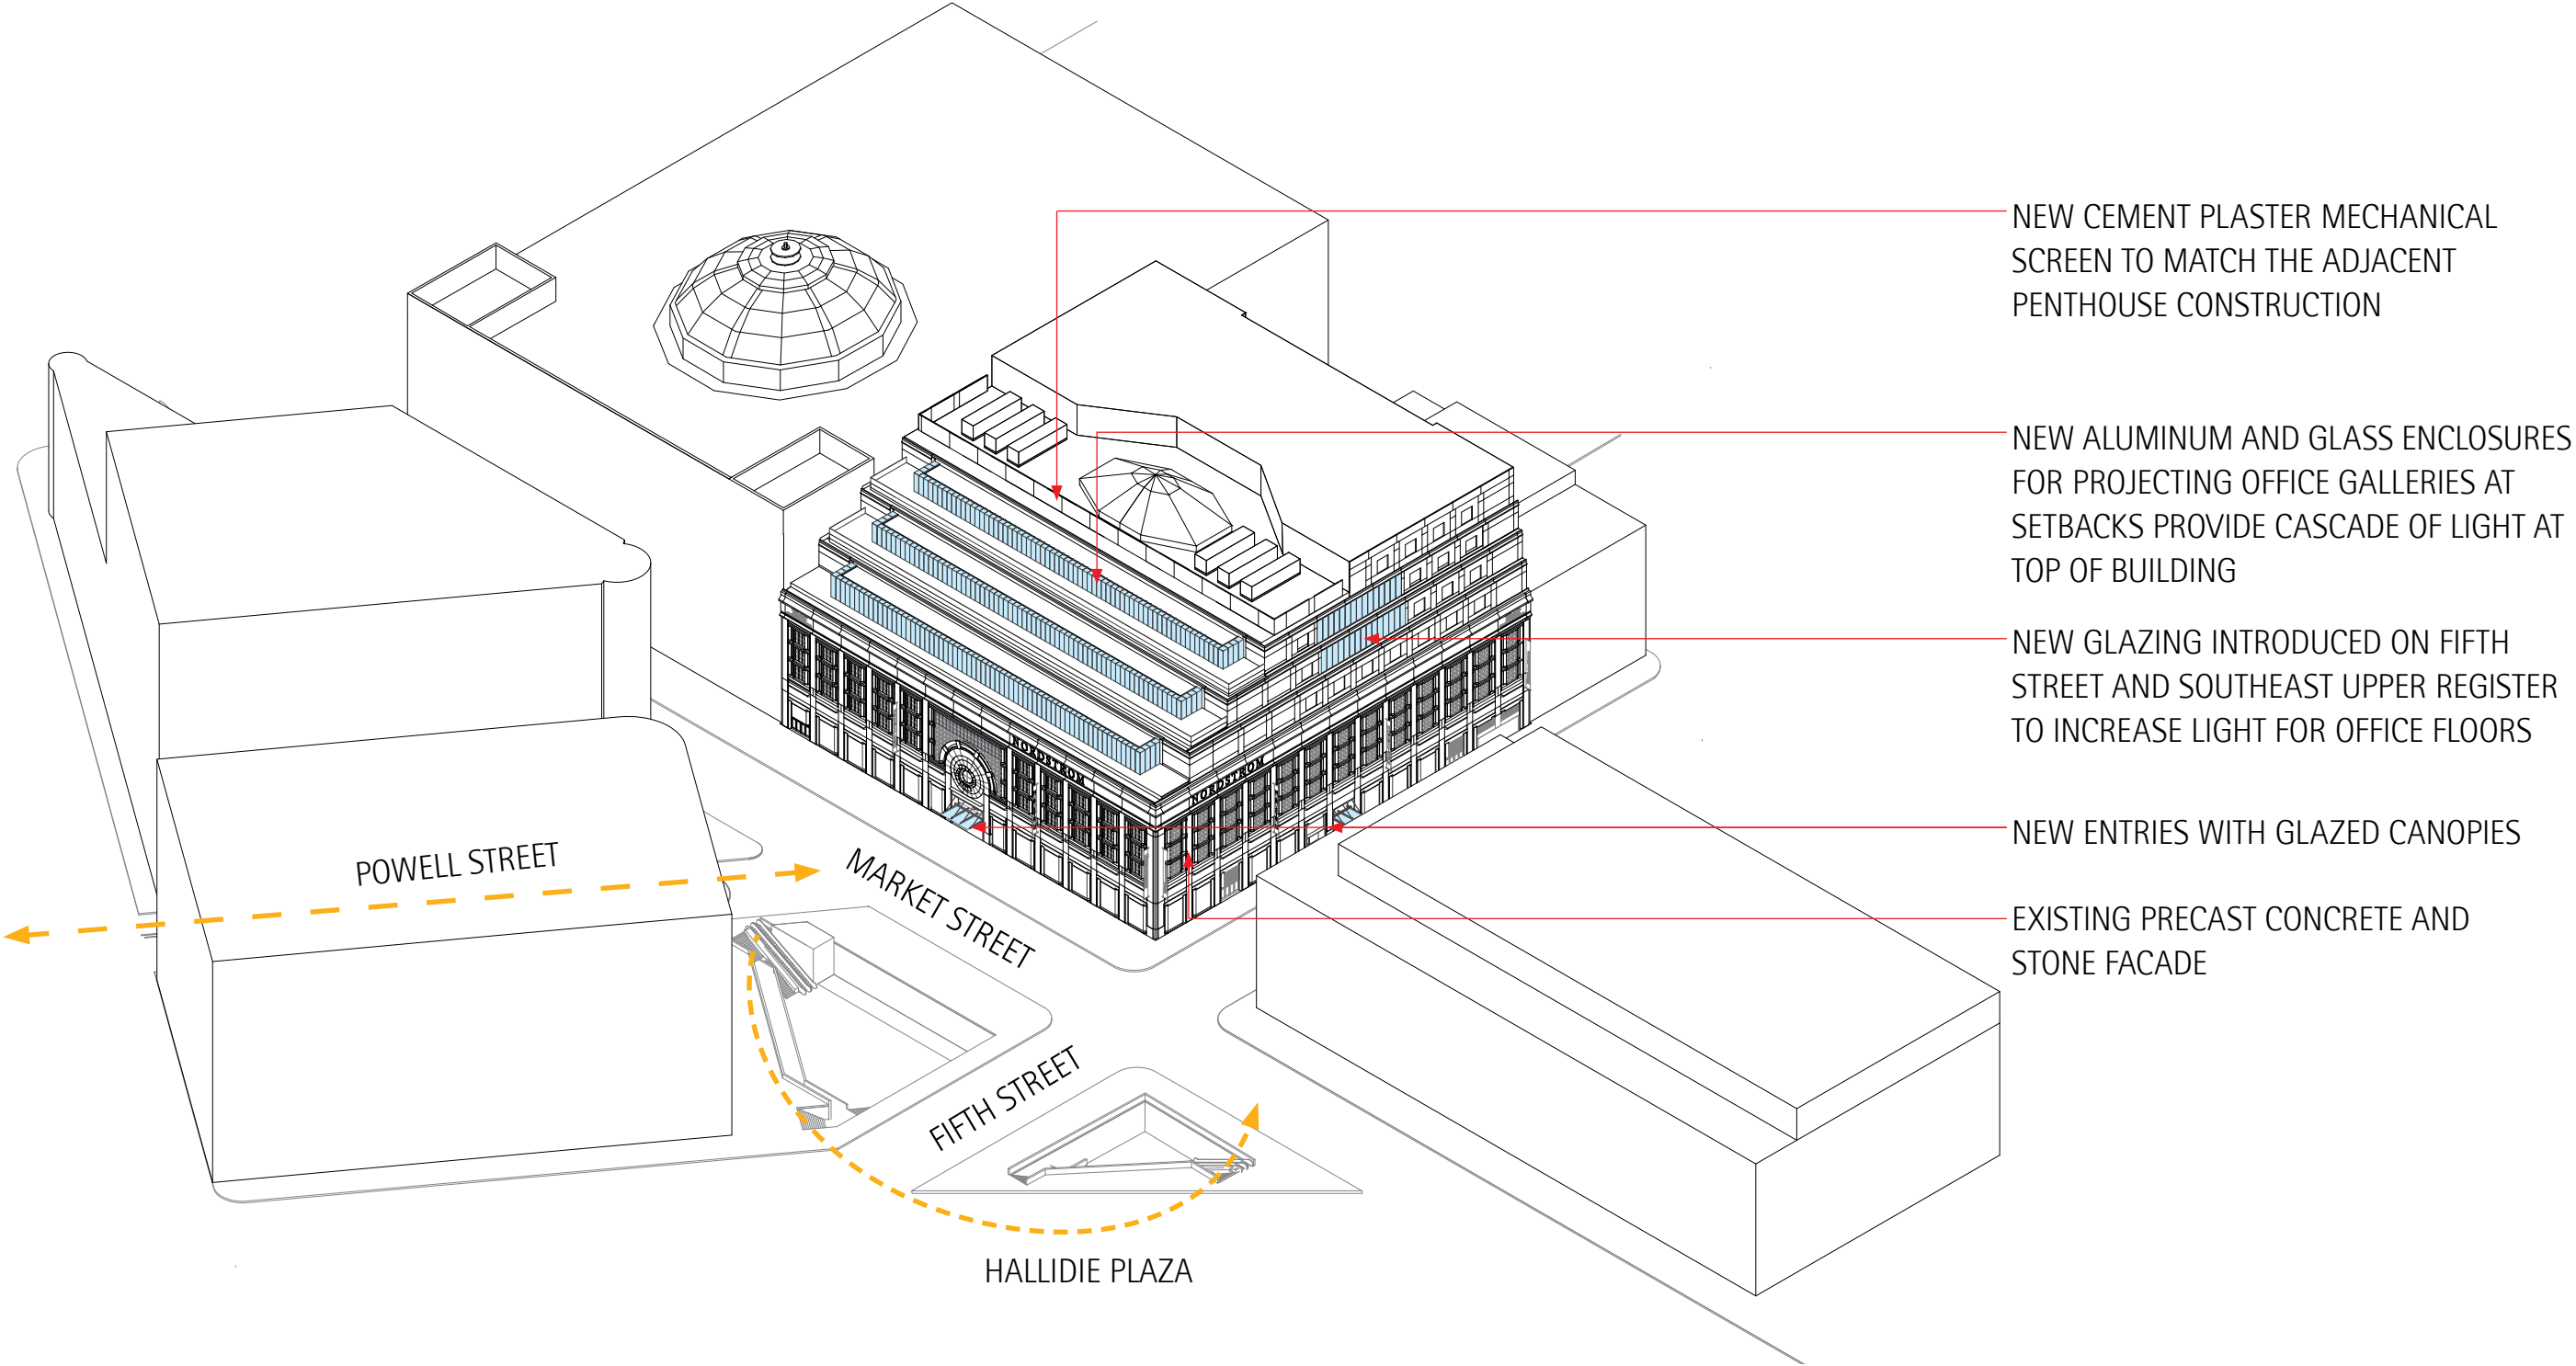 NEW CEMENT PLASTER MECHANICAL
SCREEN TO MATCH THE ADJACENT
PENTHOUSE CONSTRUCTION
NEW ALUMINUM AND GLASS ENCLOSURES
FOR PROJECTING OFFICE GALLERIES AT
SETBACKS PROVIDE CASCADE OF LIGHT AT
TOP OF BUILDING
NEW GLAZING INTRODUCED ON FIFTH
STREET AND SOUTHEAST UPPER REGISTER
TO INCREASE LIGHT FOR OFFICE FLOORS
NORDSTROM
NORDSTROM
NEW ENTRIES WITH GLAZED CANOPIES
POWELL STREET
MARKET STREET
EXISTING PRECAST CONCRETE AND
STONE FACADE
FIFTH STREET
HALLIDIE PLAZA